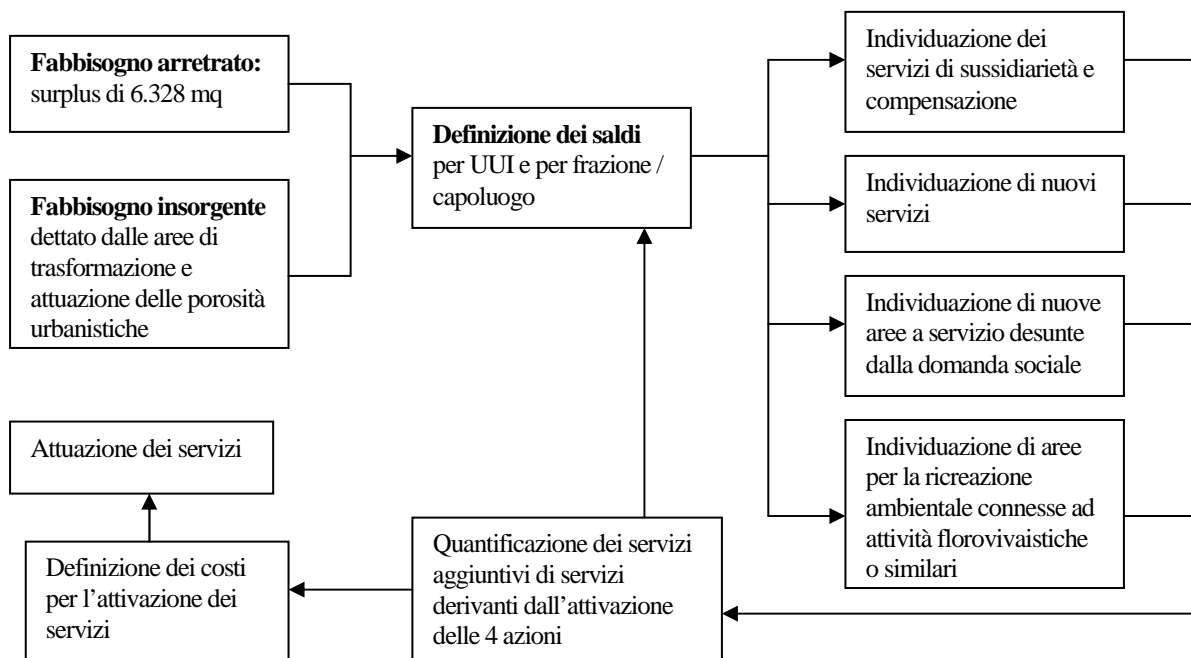 Fabbisogno arretrato:
surplus di 6.328 mq
Fabbisogno insorgente
dettato dalle aree di
trasformazione e
attuazione delle porosità
urbanistiche
Definizione dei saldi
per UUI e per frazione /
capoluogo
Individuazione dei
servizi di sussidiarietà e
compensazione
Individuazione di nuovi
servizi
Individuazione di nuove
aree a servizio desunte
dalla domanda sociale
Individuazione di aree
per la ricreazione
ambientale connesse ad
attività florovivaistiche
o similari
Quantificazione dei servizi
aggiuntivi di servizi
derivanti dall’attivazione
delle 4 azioni
Definizione dei costi
per l’attivazione dei
servizi
Attuazione dei servizi